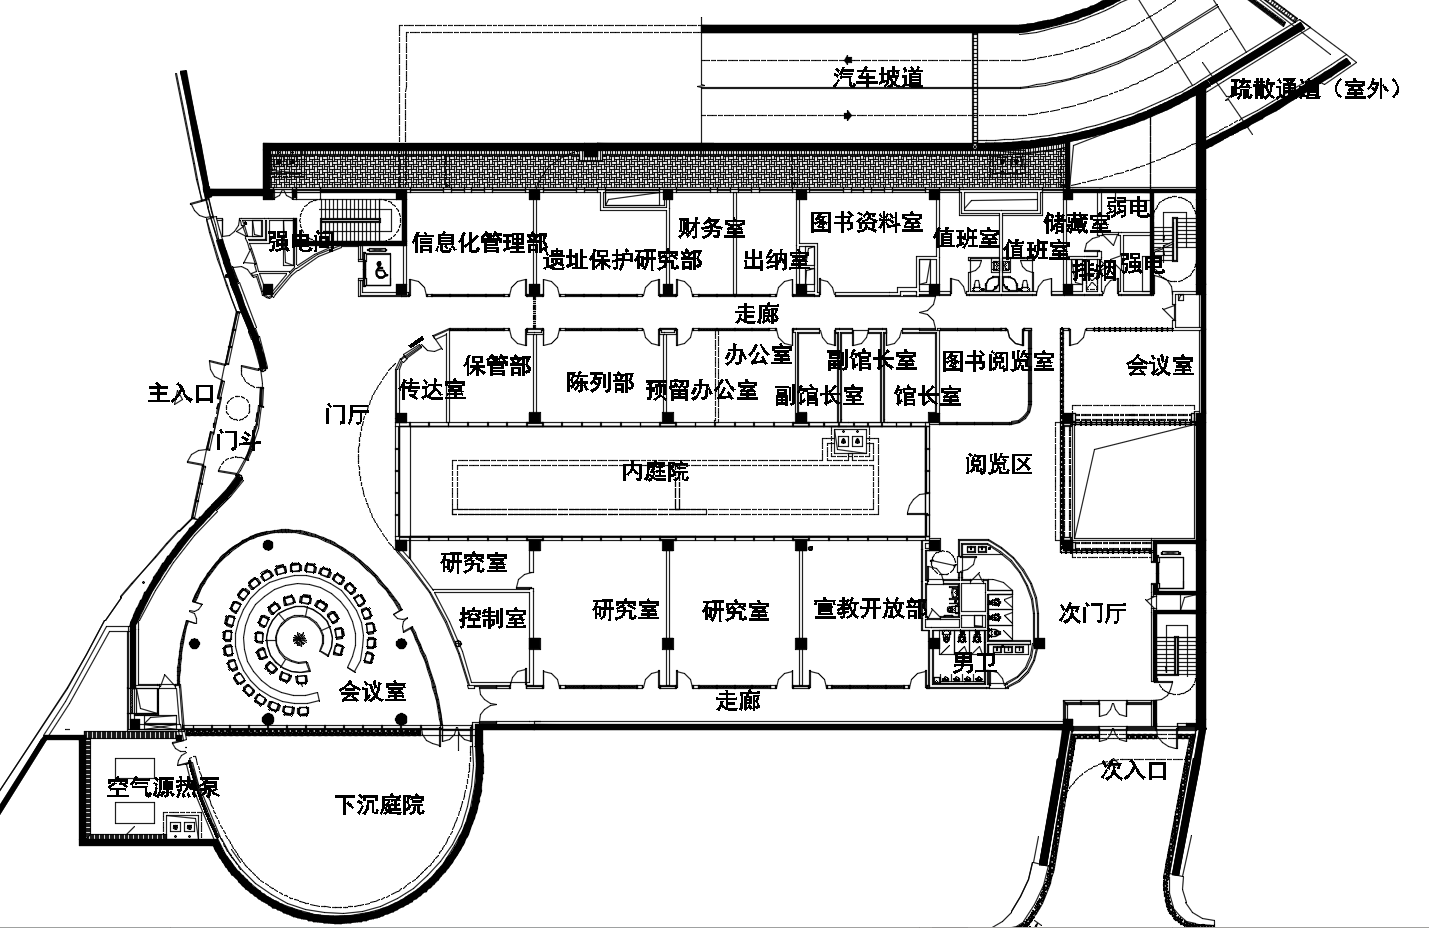 汽车坡道
疏散通道（室外）
强电间
信息化管理部
遗址保护研究部
财务室
出纳室
图书资料室
值班室
值班室
储藏室
弱电
排烟
强电
走廊
主入口
门头
门厅
传达室
保管部
陈列部
预留办公室
办公室
副馆长室
副馆长室
馆长室
图书阅览室
会议室
内庭院
阅览区
研究室
控制室
研究室
研究室
宣教开放部
男卫
次门厅
会议室
走廊
空气源热泵
下沉庭院
次入口